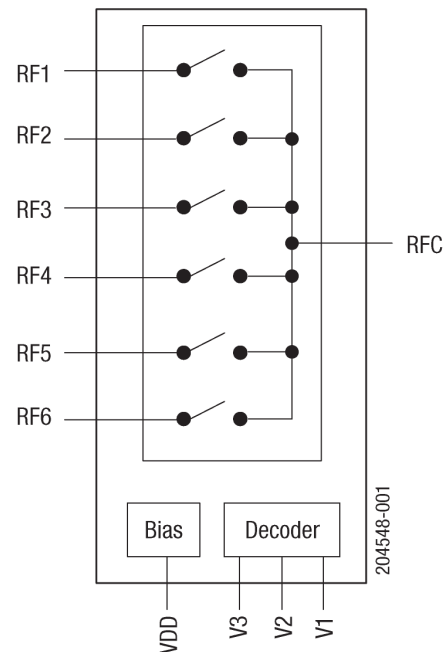 RF1
RF2
RF3
RFC
RF4
RF5
RF6
Bias
Decoder
204548-001
VDD
V3
V2
V1